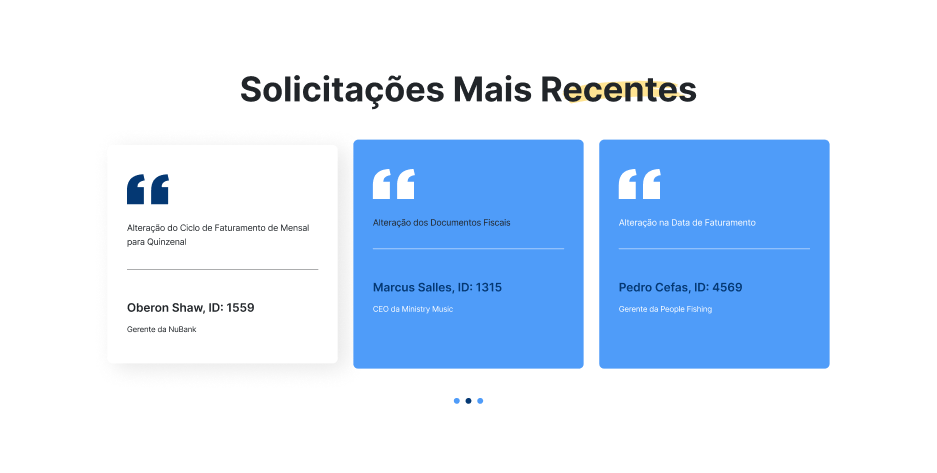 Solicitações Mais Recentes
Alteração do Ciclo de Faturamento de Mensal
para Quinzenal
Oberon Shaw, ID: 1559
Gerente da NuBank
Alteração dos Documentos Fiscais
Marcus Salles, ID: 1315
CEO da Ministry Music
Alteração na Data de Faturamento
Pedro Cefas, ID: 4569
Gerente da People Fishing